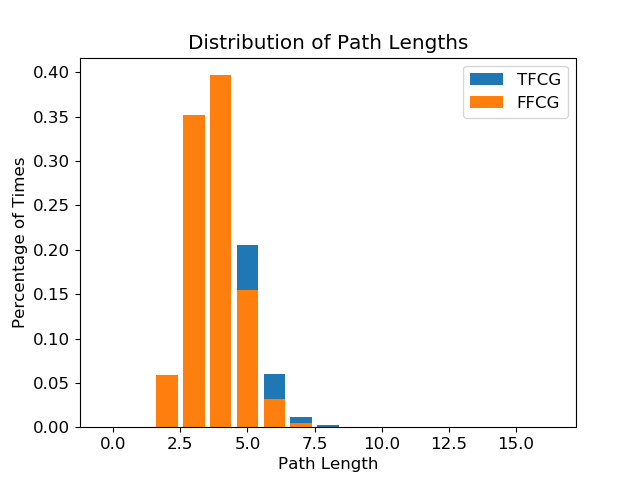 Distribution of Path Lengths
TFCG
FFCG
Percentage of Times
0.40
0.35
0.30
0.25
0.20
0.15
0.10
0.05
0.00
0.0 2.5 5.0 7.5 10.0 12.5 15.0
Path Length